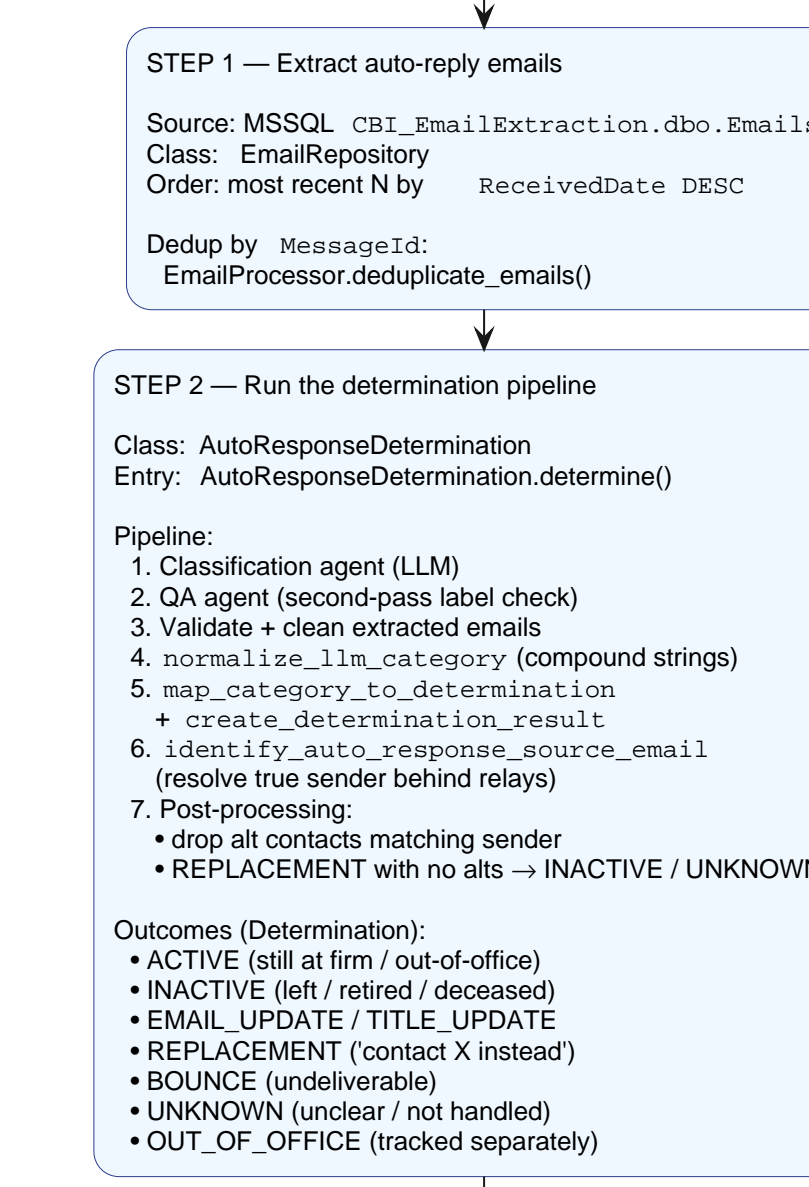 STEP 1 — Extract auto-reply emails
Source: MSSQL CBI_EmailExtraction.dbo.Emails
Class: EmailRepository
Order: most recent N by ReceivedDate DESC
Dedup by MessageId:
EmailProcessor.deduplicate_emails()
STEP 2 — Run the determination pipeline
Class: AutoResponseDetermination
Entry: AutoResponseDetermination.determine()
Pipeline:
1. Classification agent (LLM)
2. QA agent (second-pass label check)
3. Validate + clean extracted emails
4. normalize_llm_category (compound strings)
5. map_category_to_determination
+ create_determination_result
6. identify_auto_response_source_email
(resolve true sender behind relays)
7. Post-processing:
• drop alt contacts matching sender
• REPLACEMENT with no alts → INACTIVE / UNKNOWN
Outcomes (Determination):
• ACTIVE (still at firm / out-of-office)
• INACTIVE (left / retired / deceased)
• EMAIL_UPDATE / TITLE_UPDATE
• REPLACEMENT ('contact X instead')
• BOUNCE (undeliverable)
• UNKNOWN (unclear / not handled)
• OUT_OF_OFFICE (tracked separately)